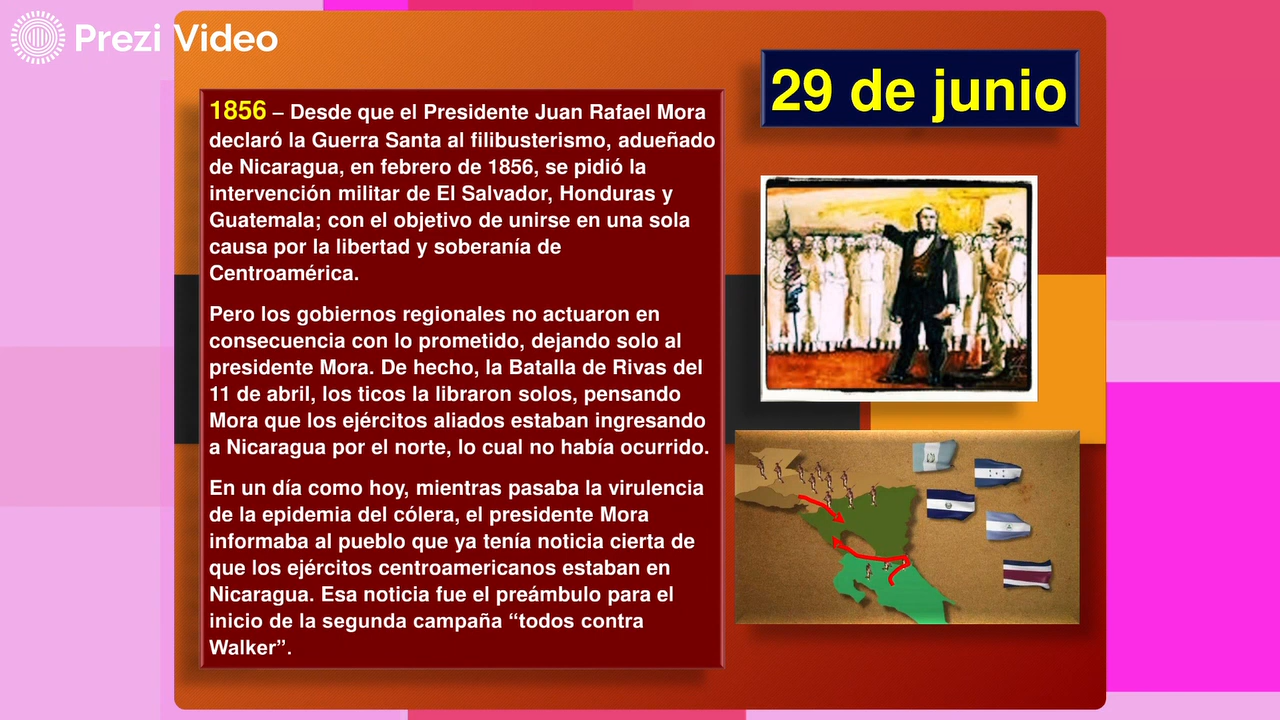 Prezi Video
29 de junio
1856 – Desde que el Presidente Juan Rafael Mora
declaró la Guerra Santa al filibusterismo, adueñado
de Nicaragua, en febrero de 1856, se pidió la
intervención militar de El Salvador, Honduras y
Guatemala; con el objetivo de unirse en una sola
causa por la libertad y soberanía de
Centroamérica.
Pero los gobiernos regionales no actuaron en
consecuencia con lo prometido, dejando solo al
presidente Mora. De hecho, la Batalla de Rivas del
11 de abril, los ticos la libraron solos, pensando
Mora que los ejércitos aliados estaban ingresando
a Nicaragua por el norte, lo cual no había ocurrido.
En un día como hoy, mientras pasaba la virulencia
de la epidemia del cólera, el presidente Mora
informaba al pueblo que ya tenía noticia cierta de
que los ejércitos centroamericanos estaban en
Nicaragua. Esa noticia fue el preámbulo para el
inicio de la segunda campaña “todos contra
Walker”.